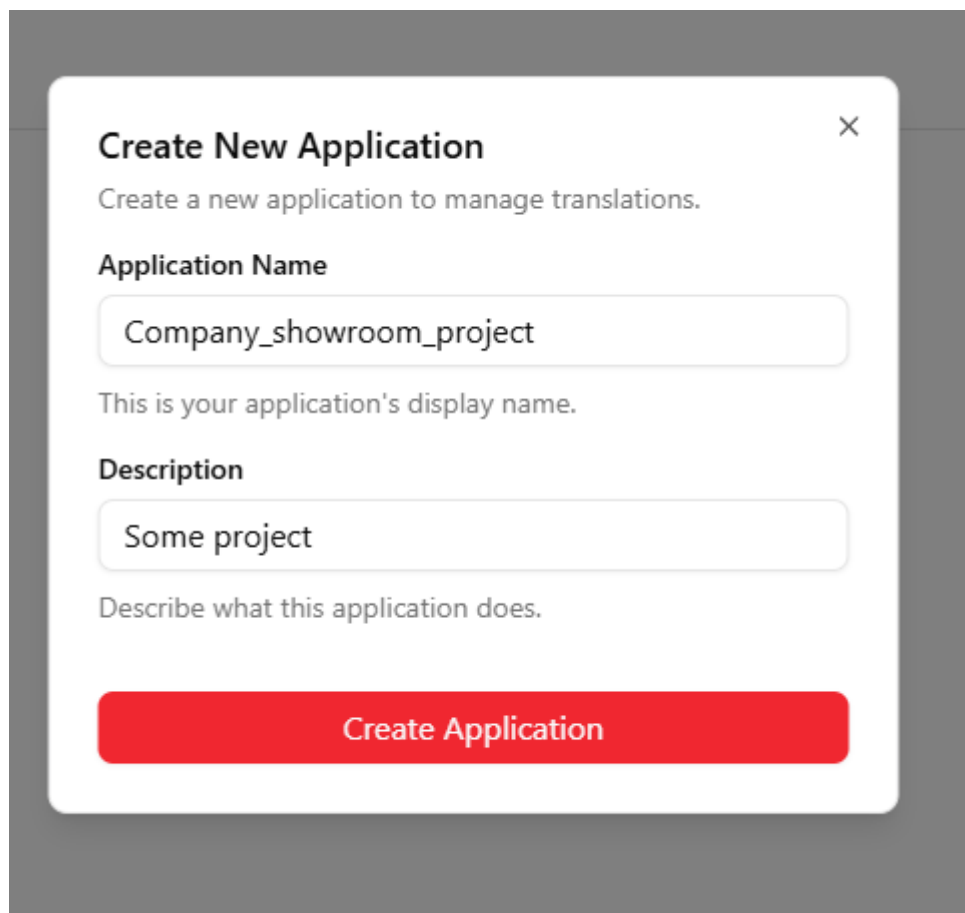 Create New Application
Create a new application to manage translations.
Application Name
Company_showroom_project
This is your application's display name.
Description
Some project
Describe what this application does.
Create Application